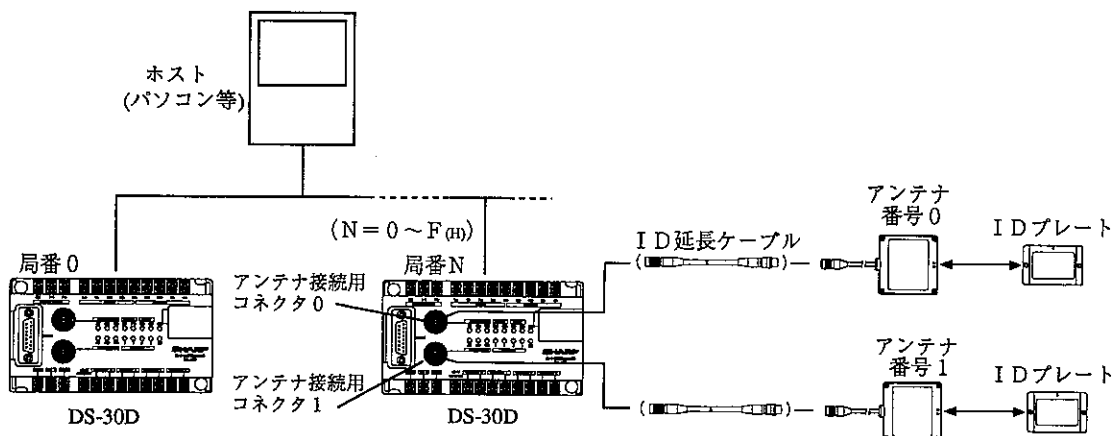 ホスト
(パソコン等)
(N=0~F(H))
局番0
局番N
アンテナ接続用
コネクタ0
アンテナ接続用
コネクタ1
DS-30D
DS-30D
ID延長ケーブル
アンテナ
番号0
IDプレート
アンテナ
番号1
IDプレート
SHARP
SHARP